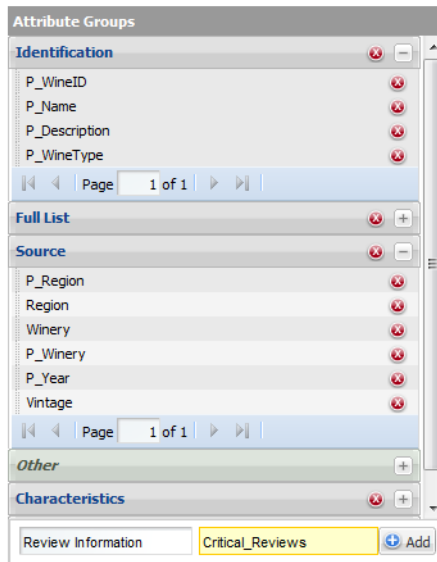 Attribute Groups
Identification
P_WineID
P_Name
P_Description
P_WineType
Page 1 of 1
Full List
Source
P_Region
Region
Winery
P_Winery
P_Year
Vintage
Page 1 of 1
Other
Characteristics
Review Information Critical_Reviews Add